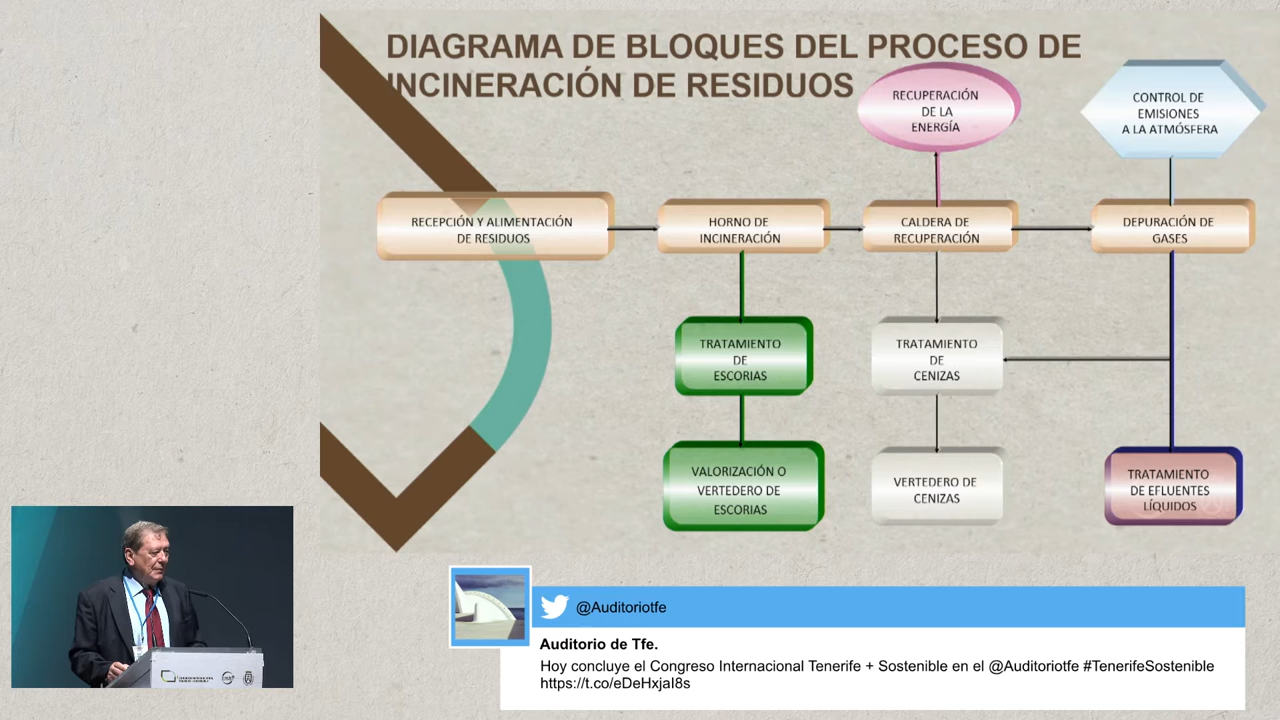 DIAGRAMA DE BLOQUES DEL PROCESO DE
INCINERACIÓN DE RESIDUOS
RECUPERACIÓN
DE LA
ENERGÍA
CONTROL DE
EMISIONES
A LA ATMÓSFERA
RECEPCIÓN Y ALIMENTACIÓN
DE RESIDUOS
HORNO DE
INCINERACIÓN
CALDERA DE
RECUPERACIÓN
DEPURACIÓN DE
GASES
TRATAMIENTO
DE
ESCORIAS
TRATAMIENTO
DE
CENIZAS
VALORIZACIÓN O
VERTEDERO DE
ESCORIAS
VERTEDERO DE
CENIZAS
TRATAMIENTO
DE EFLUENTES
LÍQUIDOS
@Auditoriotfe
Auditorio de Tfe.
Hoy concluye el Congreso Internacional Tenerife + Sostenible en el @Auditoriotfe #TenerifeSostenible
https://t.co/eDeHxjaI8s